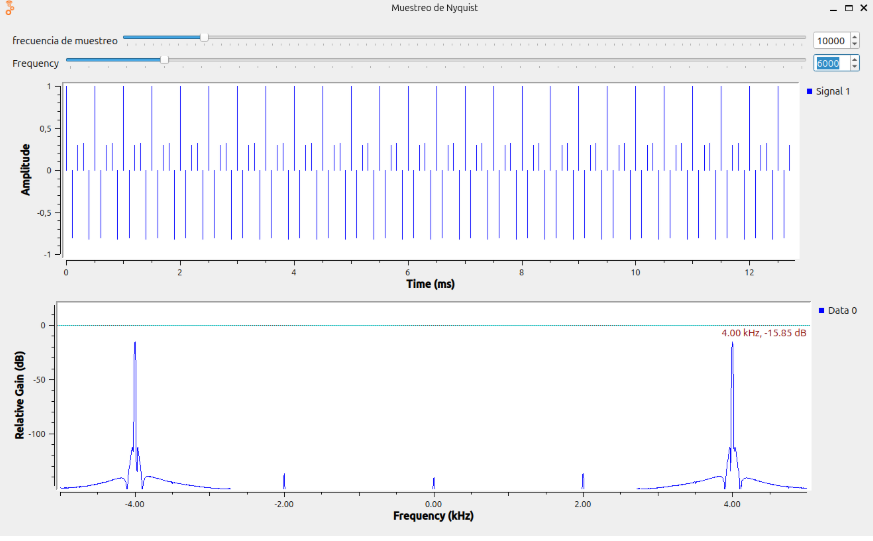 Muestreo de Nyquist
frecuencia de muestreo 10000
Frequency 6000
Signal 1
Amplitude
1
0,5
0
-0,5
-1
0 2 4 6 8 10 12
Time (ms)
Data 0
4.00 kHz, -15.85 dB
Relative Gain (dB)
0
-50
-100
-4.00 -2.00 0.00 2.00 4.00
Frequency (kHz)